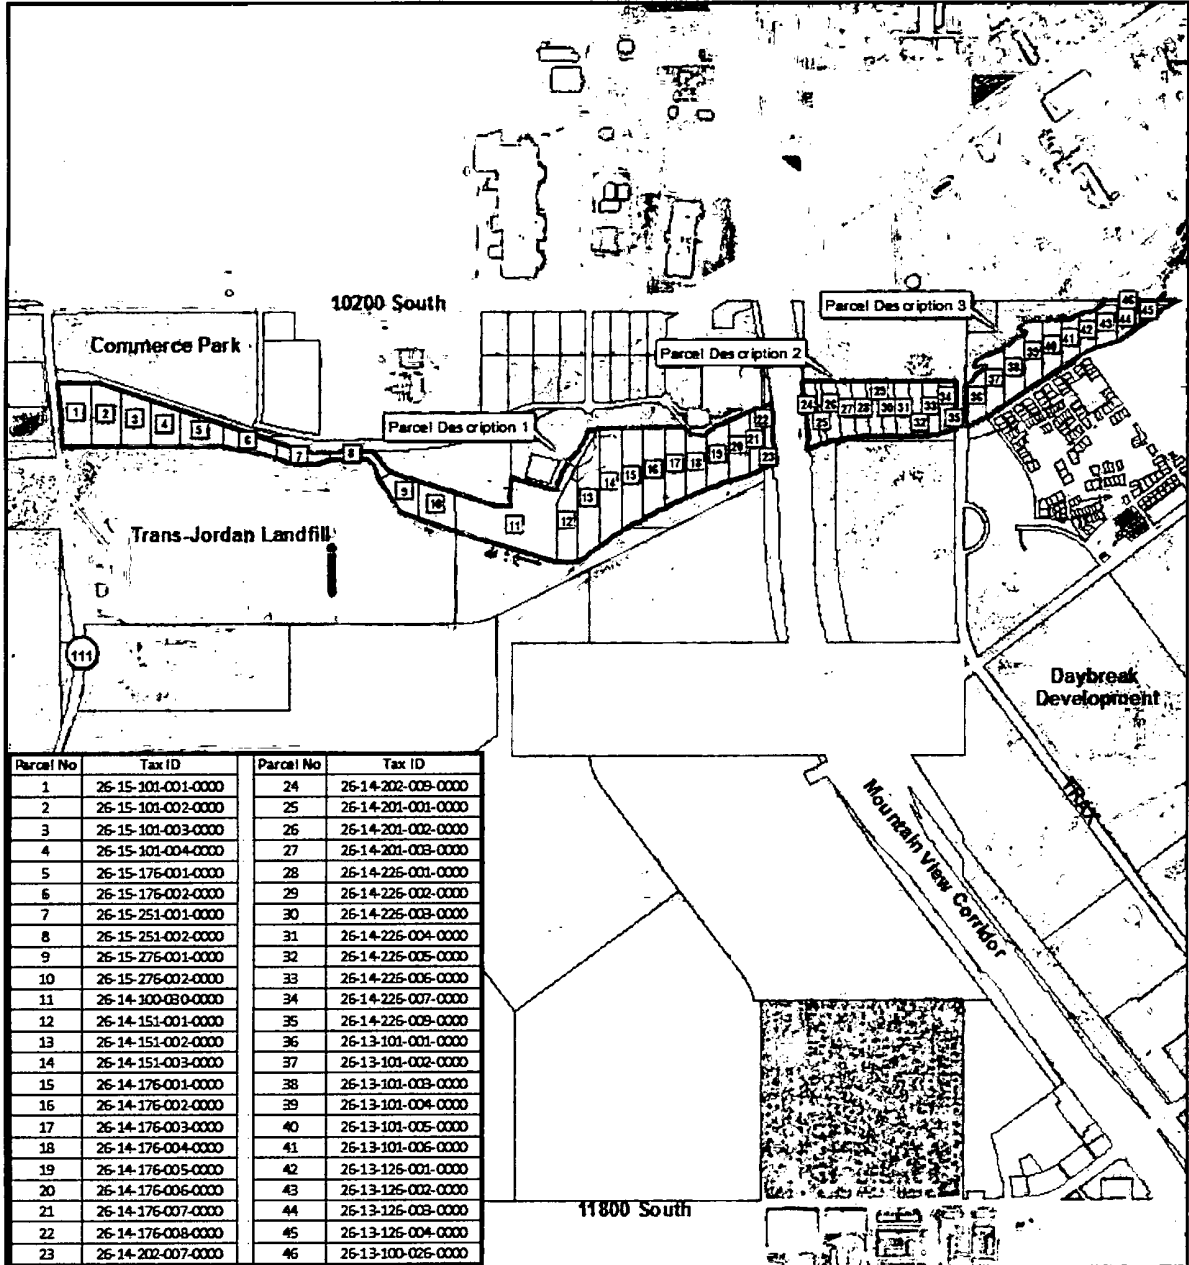 10200 South
Commerce Park
Parcel Description 3
Parcel Description 2
Parcel Description 1
46
45
44
43
42
41
40
39
38
37
36
1 2 3 4 5 6 7 8
24 26 27 28 29 30 31 33 34
25 32 35
22
21
20
19
18
17
16
15
14
13
23
9
10
11
12
Trans-Jordan Landfill
111
Daybreak
Development
TRAX
Mountain View Corridor
11800 South
Parcel No Tax ID Parcel No Tax ID
1 26-15-101-001-0000 24 26-14-202-009-0000
2 26-15-101-002-0000 25 26-14-201-001-0000
3 26-15-101-003-0000 26 26-14-201-002-0000
4 26-15-101-004-0000 27 26-14-201-003-0000
5 26-15-176-001-0000 28 26-14-226-001-0000
6 26-15-176-002-0000 29 26-14-226-002-0000
7 26-15-251-001-0000 30 26-14-226-003-0000
8 26-15-251-002-0000 31 26-14-226-004-0000
9 26-15-276-001-0000 32 26-14-226-005-0000
10 26-15-276-002-0000 33 26-14-226-006-0000
11 26-14-100-030-0000 34 26-14-226-007-0000
12 26-14-151-001-0000 35 26-14-226-009-0000
13 26-14-151-002-0000 36 26-13-101-001-0000
14 26-14-151-003-0000 37 26-13-101-002-0000
15 26-14-176-001-0000 38 26-13-101-003-0000
16 26-14-176-002-0000 39 26-13-101-004-0000
17 26-14-176-003-0000 40 26-13-101-005-0000
18 26-14-176-004-0000 41 26-13-101-006-0000
19 26-14-176-005-0000 42 26-13-126-001-0000
20 26-14-176-006-0000 43 26-13-126-002-0000
21 26-14-176-007-0000 44 26-13-126-003-0000
22 26-14-176-008-0000 45 26-13-126-004-0000
23 26-14-202-007-0000 46 26-13-100-026-0000